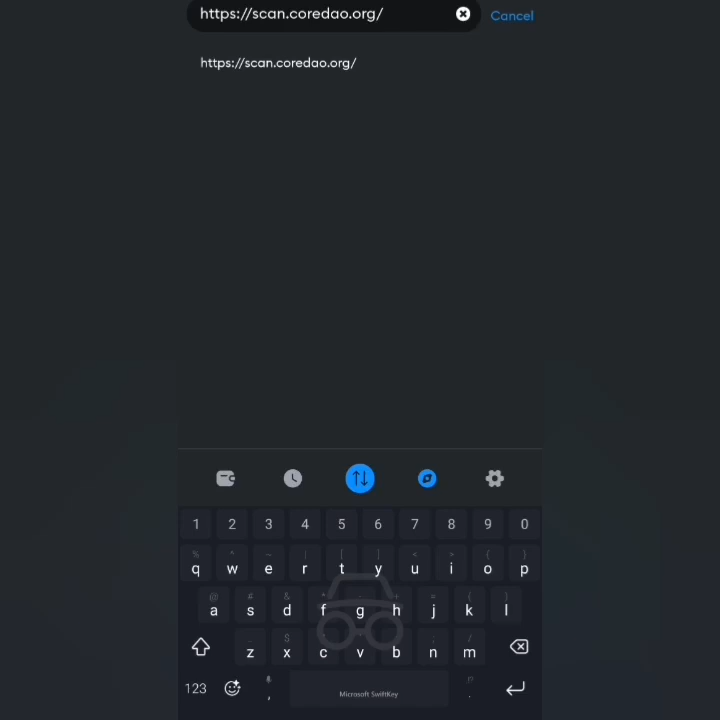 https://scan.coredao.org/
Cancel
https://scan.coredao.org/
1 2 3 4 5 6 7 8 9 0
q w e r t y u i o p
a s d f g h j k l
z x c v b n m
123 , .
Microsoft SwiftKey